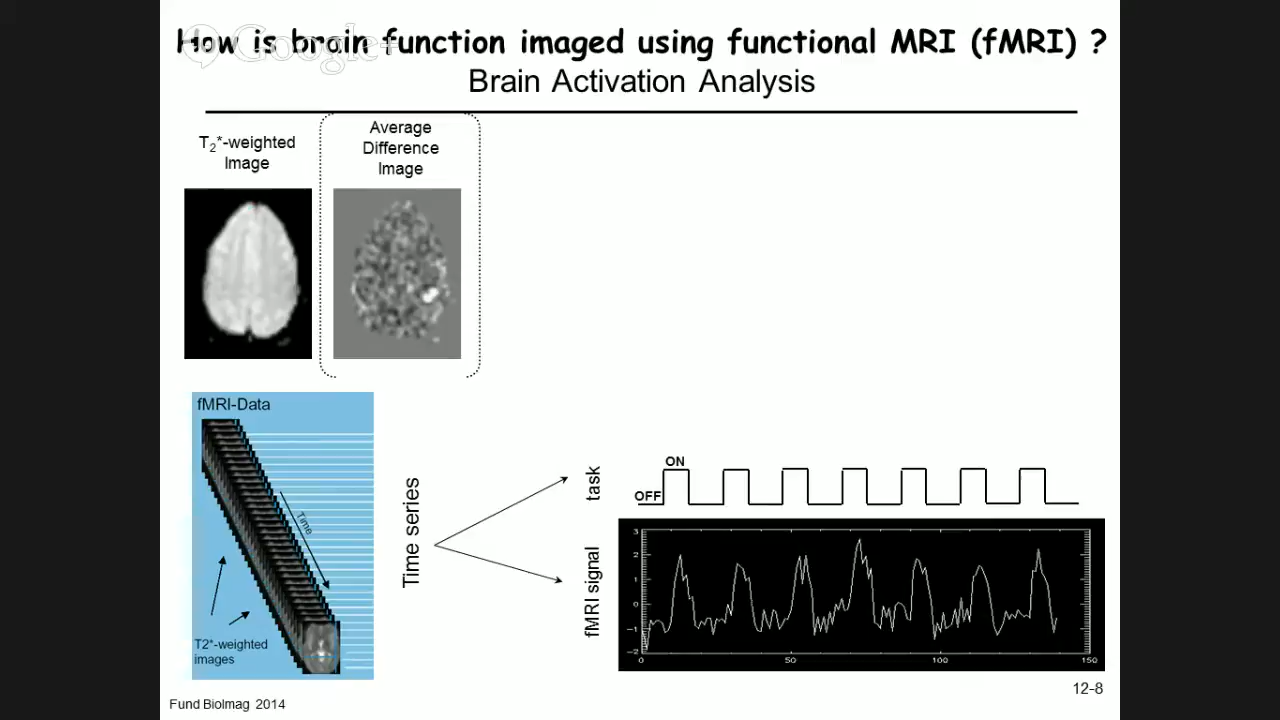 How is brain function imaged using functional MRI (fMRI) ?
Google+
Brain Activation Analysis
T2*-weighted
Image
Average
Difference
Image
fMRI-Data
Time
T2*-weighted
images
Time series
task
ON
OFF
fMRI signal
3
2
1
0
-1
-2
0
50
100
150
12-8
Fund BioImag 2014